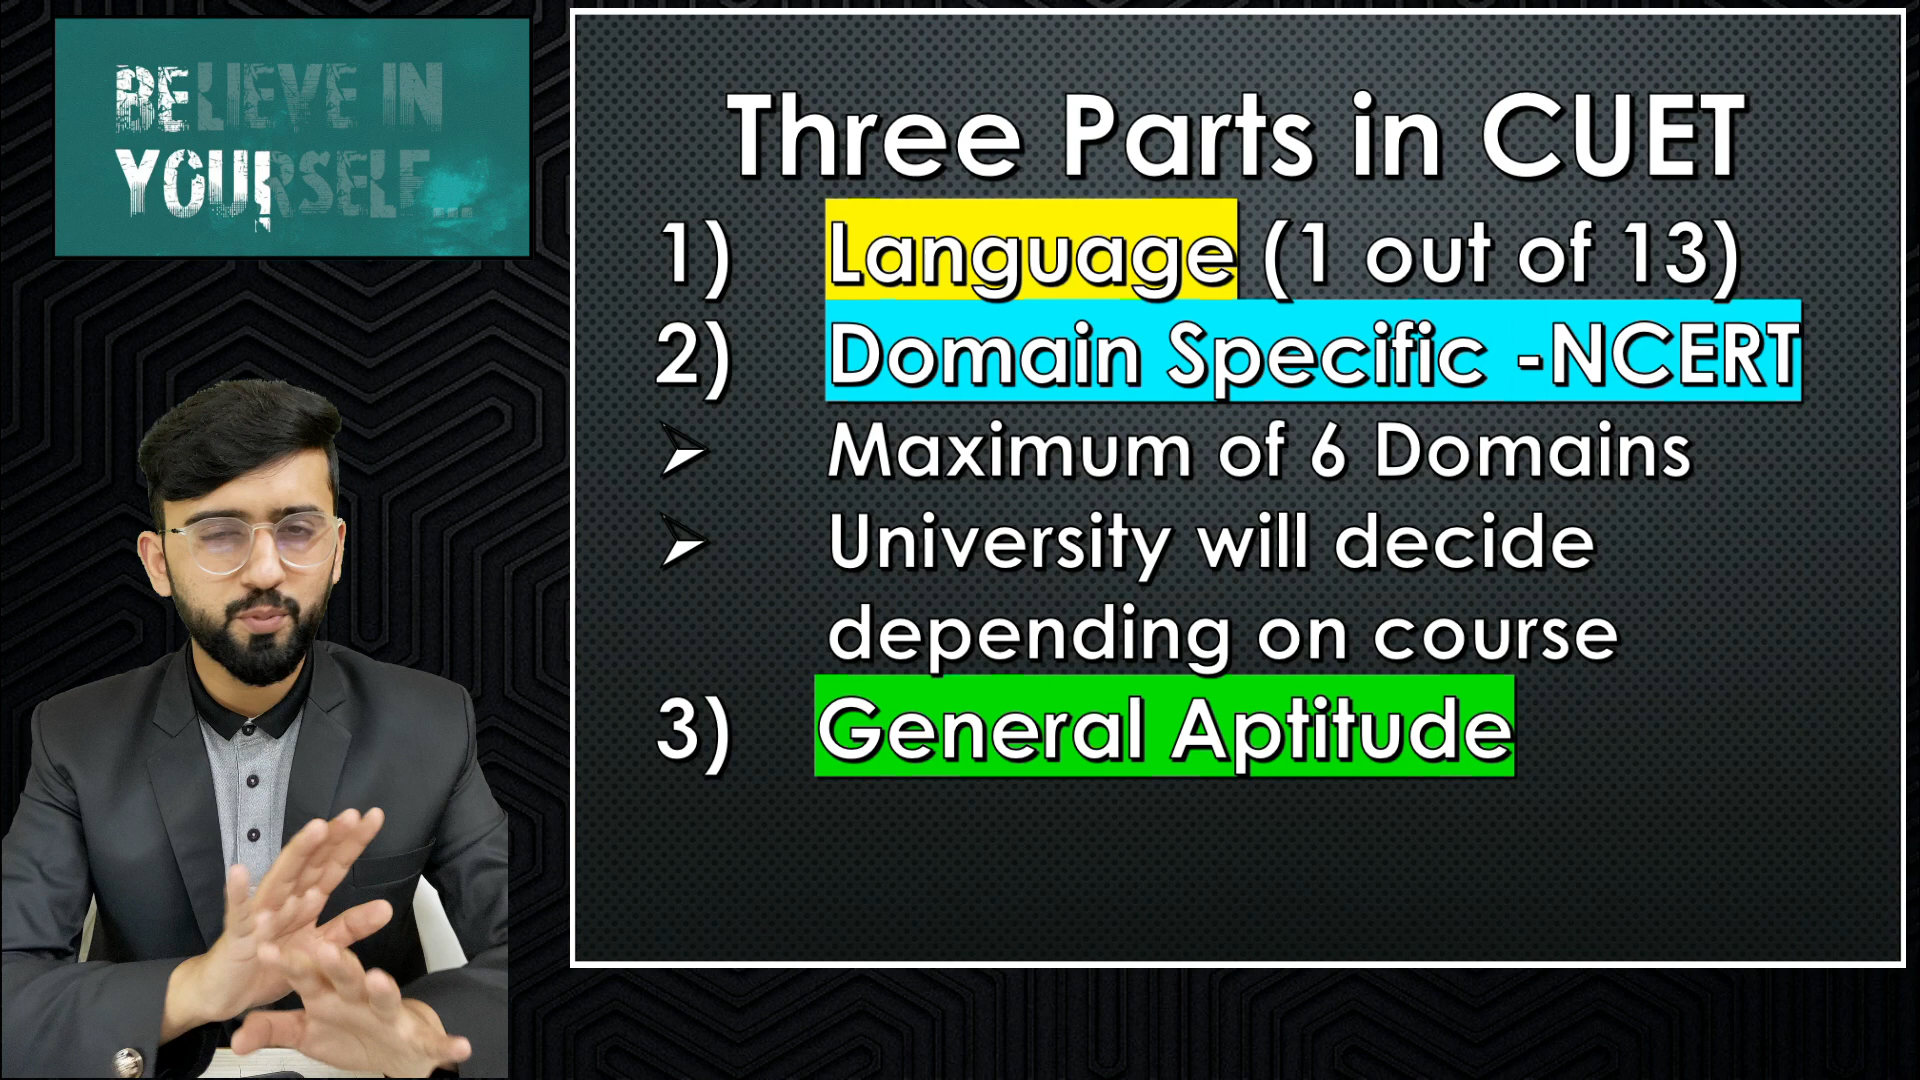 BELIEVE IN
YOURSELF...
Three Parts in CUET
1) Language (1 out of 13)
2) Domain Specific -NCERT
➢ Maximum of 6 Domains
➢ University will decide
depending on course
3) General Aptitude